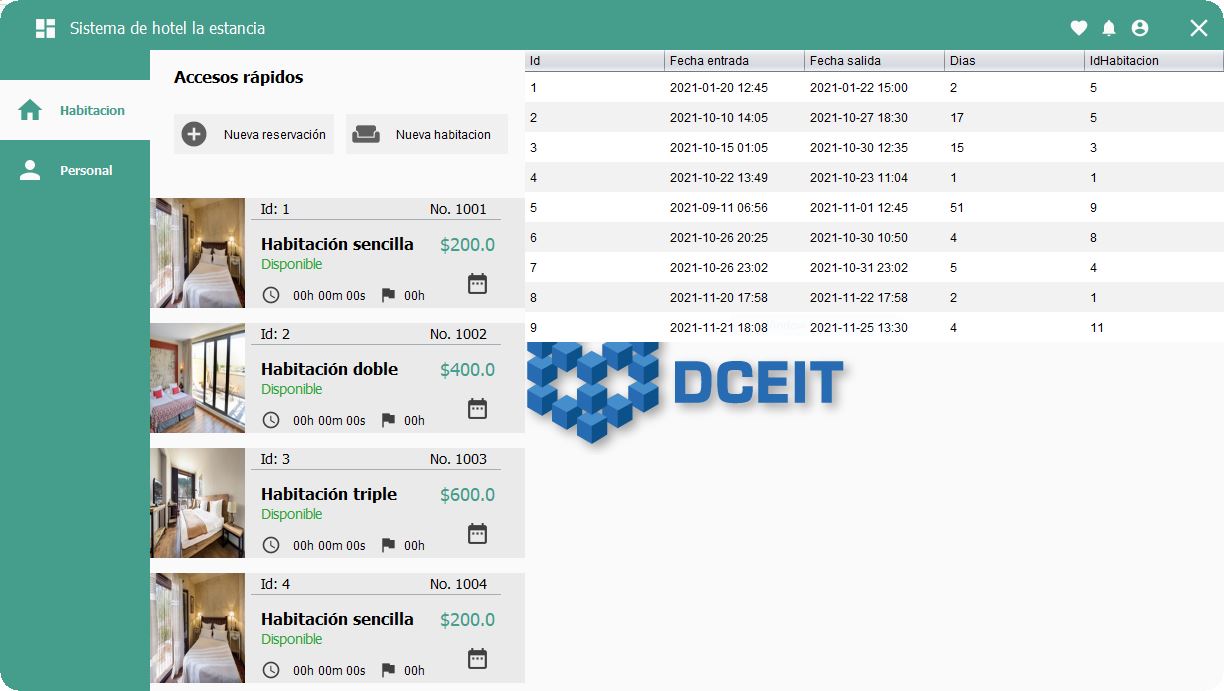 Sistema de hotel la estancia
Habitacion
Personal
Accesos rápidos
Nueva reservación
Nueva habitacion
Id: 1 No. 1001
Habitación sencilla $200.0
Disponible
00h 00m 00s 00h
Id: 2 No. 1002
Habitación doble $400.0
Disponible
00h 00m 00s 00h
Id: 3 No. 1003
Habitación triple $600.0
Disponible
00h 00m 00s 00h
Id: 4 No. 1004
Habitación sencilla $200.0
Disponible
00h 00m 00s 00h
Id Fecha entrada Fecha salida Dias IdHabitacion
1 2021-01-20 12:45 2021-01-22 15:00 2 5
2 2021-10-10 14:05 2021-10-27 18:30 17 5
3 2021-10-15 01:05 2021-10-30 12:35 15 3
4 2021-10-22 13:49 2021-10-23 11:04 1 1
5 2021-09-11 06:56 2021-11-01 12:45 51 9
6 2021-10-26 20:25 2021-10-30 10:50 4 8
7 2021-10-26 23:02 2021-10-31 23:02 5 4
8 2021-11-20 17:58 2021-11-22 17:58 2 1
9 2021-11-21 18:08 2021-11-25 13:30 4 11
DCEIT